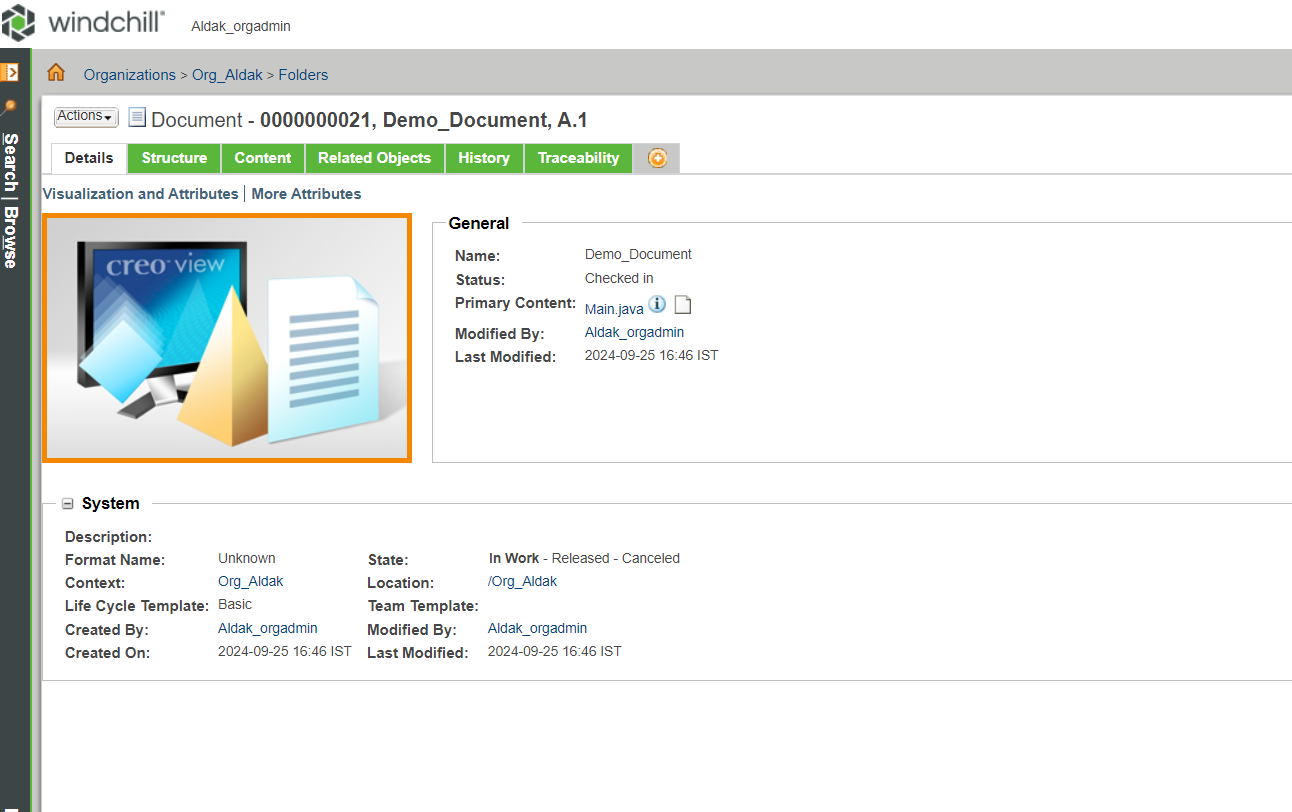 windchill® Aldak_orgadmin
Organizations > Org_Aldak > Folders
Search | Browse
Actions Document - 0000000021, Demo_Document, A.1
Details Structure Content Related Objects History Traceability
Visualization and Attributes | More Attributes
creo® view
General
Name: Demo_Document
Status: Checked in
Primary Content: Main.java
Modified By: Aldak_orgadmin
Last Modified: 2024-09-25 16:46 IST
System
Description:
Format Name: Unknown State: In Work - Released - Canceled
Context: Org_Aldak Location: /Org_Aldak
Life Cycle Template: Basic Team Template:
Created By: Aldak_orgadmin Modified By: Aldak_orgadmin
Created On: 2024-09-25 16:46 IST Last Modified: 2024-09-25 16:46 IST